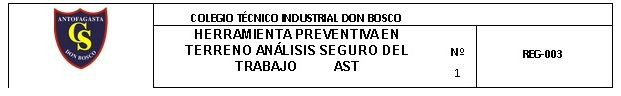 ANTOFAGASTA
CS
DON BOSCO
COLEGIO TÉCNICO INDUSTRIAL DON BOSCO
HERRAMIENTA PREVENTIVA EN
TERRENO ANÁLISIS SEGURO DEL
TRABAJO AST
Nº
1
REG-003